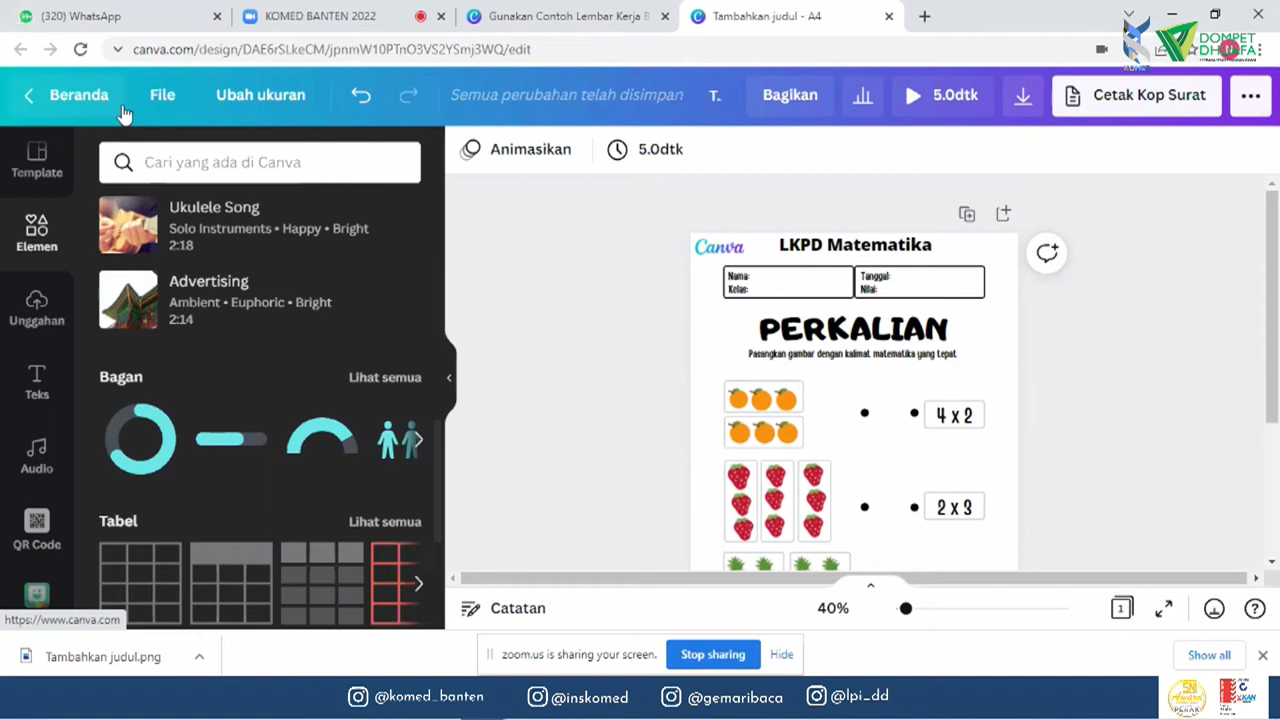 (320) WhatsApp
KOMED BANTEN 2022
Gunakan Contoh Lembar Kerja B
Tambahkan judul - A4
canva.com/design/DAE6rSLkeCM/jpnmW10PTnO3VS2YSmj3WQ/edit
DOMPET
DHUAFA
Beranda
File
Ubah ukuran
Semua perubahan telah disimpan
T.
Bagikan
5.0dtk
Cetak Kop Surat
Template
Elemen
Unggahan
Teks
Audio
QR Code
Cari yang ada di Canva
Ukulele Song
Solo Instruments • Happy • Bright
2:18
Advertising
Ambient • Euphoric • Bright
2:14
Bagan
Lihat semua
Tabel
Lihat semua
Animasikan
5.0dtk
Canva
LKPD Matematika
Nama:
Kelas:
Tanggal:
Nilai:
PERKALIAN
Pasangkan gambar dengan kalimat matematika yang tepat
4 x 2
2 x 3
Catatan
40%
1
https://www.canva.com
Tambahkan judul.png
zoom.us is sharing your screen.
Stop sharing
Hide
Show all
@komed_banten
@inskomed
@gemaribaca
@lpi_dd
SNI
Award
PERAK
KAN